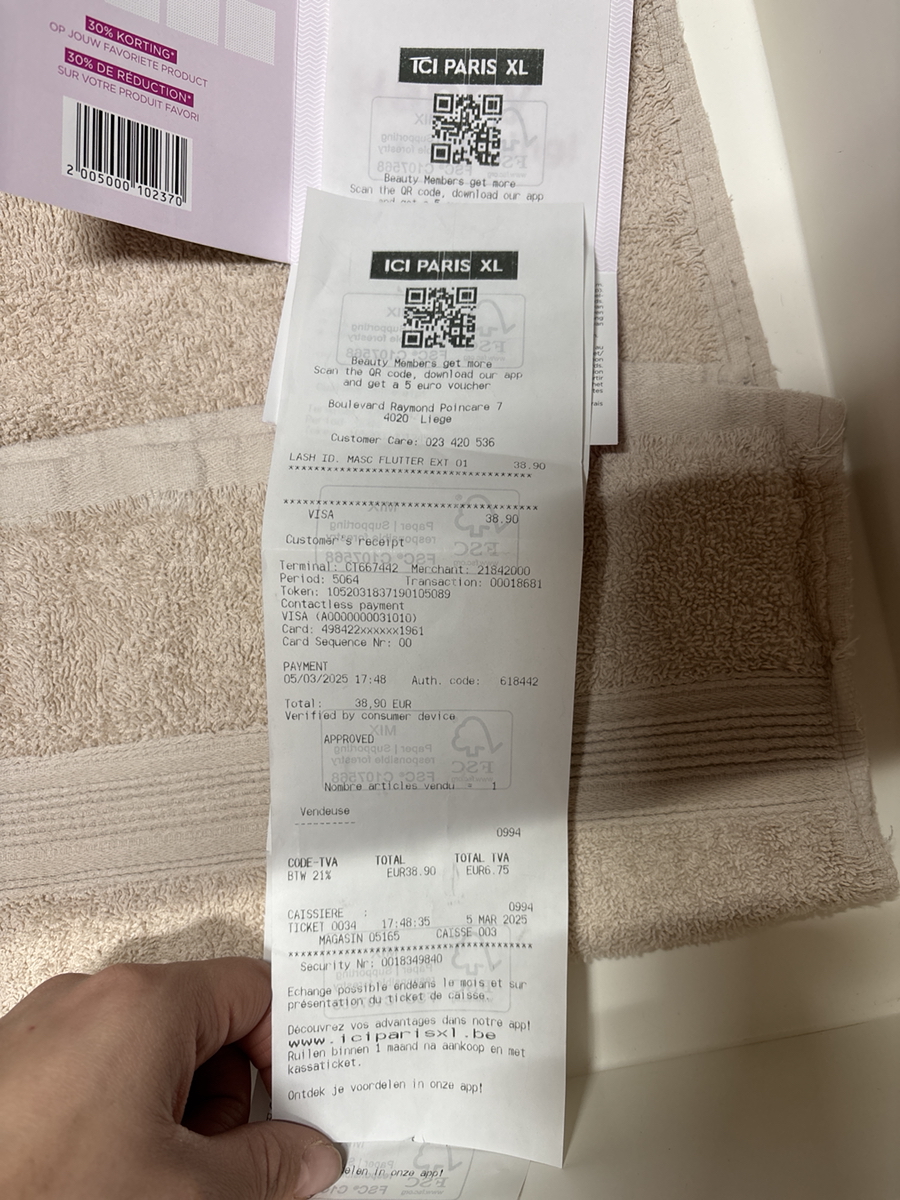 30% KORTING*
OP JOUW FAVORIETE PRODUCT
30% DE RÉDUCTION*
SUR VOTRE PRODUIT FAVORI
2 005000 102370
ICI PARIS XL
Beauty Members get more
Scan the QR code, download our app
ICI PARIS XL
Beauty Members get more
Scan the QR code, download our app
and get a 5 euro voucher
Boulevard Raymond Poincare 7
4020 Liege
Customer Care: 023 420 536
LASH ID. MASC FLUTTER EXT 01 38.90
VISA 38.90
Customer's receipt
Terminal: CT667442 Merchant: 21842000
Period: 5064 Transaction: 00018681
Token: 1052031837190105089
Contactless payment
VISA (A0000000031010)
Card: 498422xxxxxx1961
Card Sequence Nr: 00
PAYMENT
05/03/2025 17:48 Auth. code: 618442
Total: 38,90 EUR
Verified by consumer device
APPROVED
Nombre articles vendu = 1
Vendeuse
----------
0994
CODE-TVA TOTAL TOTAL TVA
BTW 21% EUR38.90 EUR6.75
CAISSIERE : 0994
TICKET 0034 17:48:35 5 MAR 2025
MAGASIN 05165 CAISSE 003
Security Nr: 0018349840
Echange possible endéans le mois et sur
présentation du ticket de caisse.
Découvrez vos advantages dans notre app!
www.iciparisxl.be
Ruilen binnen 1 maand na aankoop en met
kassaticket.
Ontdek je voordelen in onze app!
delen in onze app!